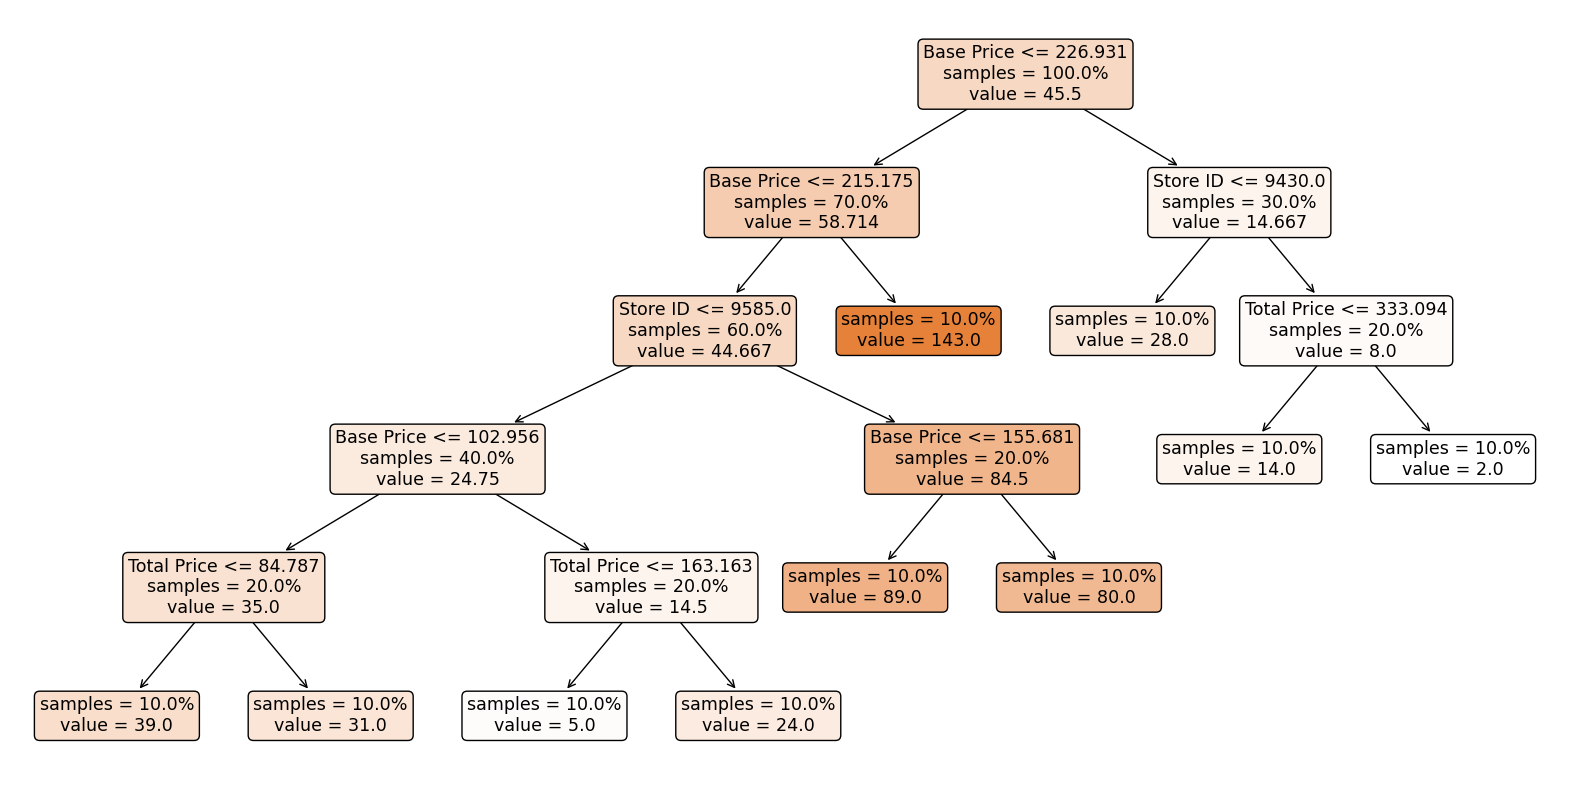 Base Price <= 226.931
samples = 100.0%
value = 45.5
Base Price <= 215.175
samples = 70.0%
value = 58.714
Store ID <= 9430.0
samples = 30.0%
value = 14.667
Store ID <= 9585.0
samples = 60.0%
value = 44.667
samples = 10.0%
value = 143.0
samples = 10.0%
value = 28.0
Total Price <= 333.094
samples = 20.0%
value = 8.0
Base Price <= 102.956
samples = 40.0%
value = 24.75
Base Price <= 155.681
samples = 20.0%
value = 84.5
samples = 10.0%
value = 14.0
samples = 10.0%
value = 2.0
Total Price <= 84.787
samples = 20.0%
value = 35.0
Total Price <= 163.163
samples = 20.0%
value = 14.5
samples = 10.0%
value = 89.0
samples = 10.0%
value = 80.0
samples = 10.0%
value = 39.0
samples = 10.0%
value = 31.0
samples = 10.0%
value = 5.0
samples = 10.0%
value = 24.0